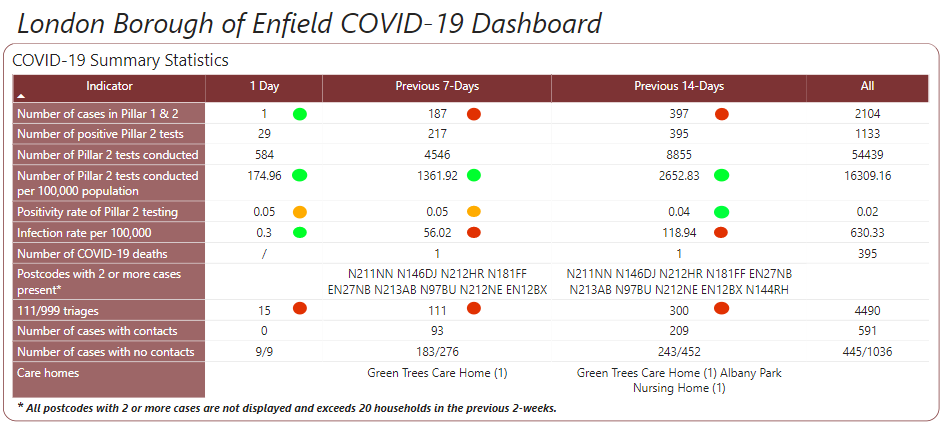 London Borough of Enfield COVID-19 Dashboard
COVID-19 Summary Statistics
Indicator 1 Day Previous 7-Days Previous 14-Days All
Number of cases in Pillar 1 & 2 1 187 397 2104
Number of positive Pillar 2 tests 29 217 395 1133
Number of Pillar 2 tests conducted 584 4546 8855 54439
Number of Pillar 2 tests conducted 174.96 1361.92 2652.83 16309.16
per 100,000 population
Positivity rate of Pillar 2 testing 0.05 0.05 0.04 0.02
Infection rate per 100,000 0.3 56.02 118.94 630.33
Number of COVID-19 deaths / 1 1 395
Postcodes with 2 or more cases N211NN N146DJ N212HR N181FF N211NN N146DJ N212HR N181FF EN27NB
present* EN27NB N213AB N97BU N212NE EN12BX N213AB N97BU N212NE EN12BX N144RH
111/999 triages 15 111 300 4490
Number of cases with contacts 0 93 209 591
Number of cases with no contacts 9/9 183/276 243/452 445/1036
Care homes Green Trees Care Home (1) Green Trees Care Home (1) Albany Park
Nursing Home (1)
* All postcodes with 2 or more cases are not displayed and exceeds 20 households in the previous 2-weeks.